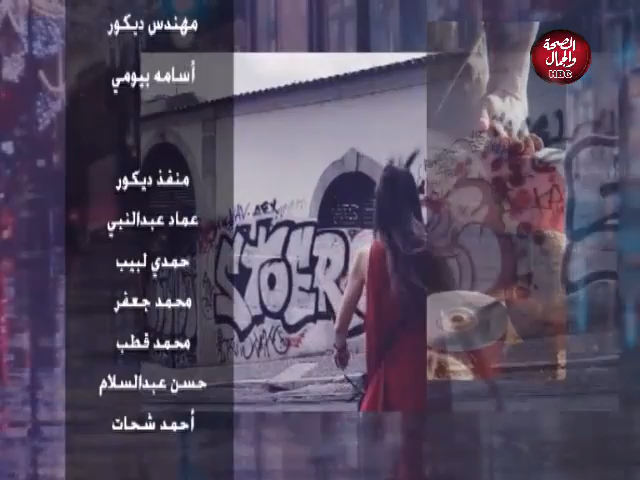 مهندس ديكور
أسامه بيومي
منفذ ديكور
عماد عبدالنبي
حمدي لبيب
محمد جعفر
محمد قطب
حسن عبدالسلام
أحمد شحات
الصحة
والجمال
HBC
STOER